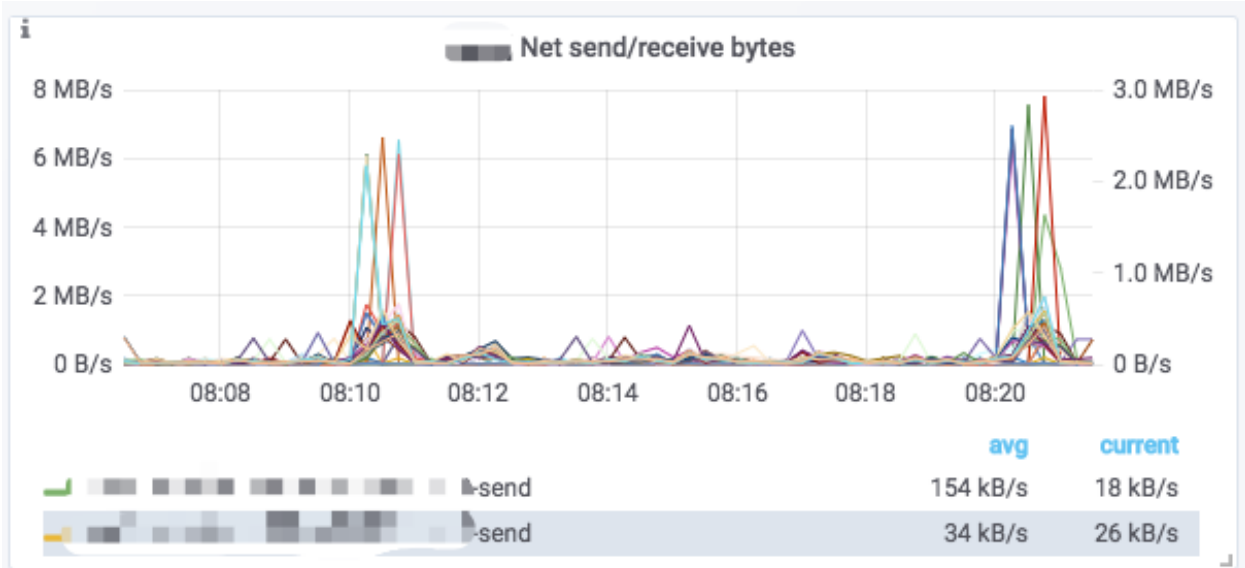 i
Net send/receive bytes
8 MB/s
6 MB/s
4 MB/s
2 MB/s
0 B/s
3.0 MB/s
2.0 MB/s
1.0 MB/s
0 B/s
08:08 08:10 08:12 08:14 08:16 08:18 08:20
avg current
-send 154 kB/s 18 kB/s
-send 34 kB/s 26 kB/s